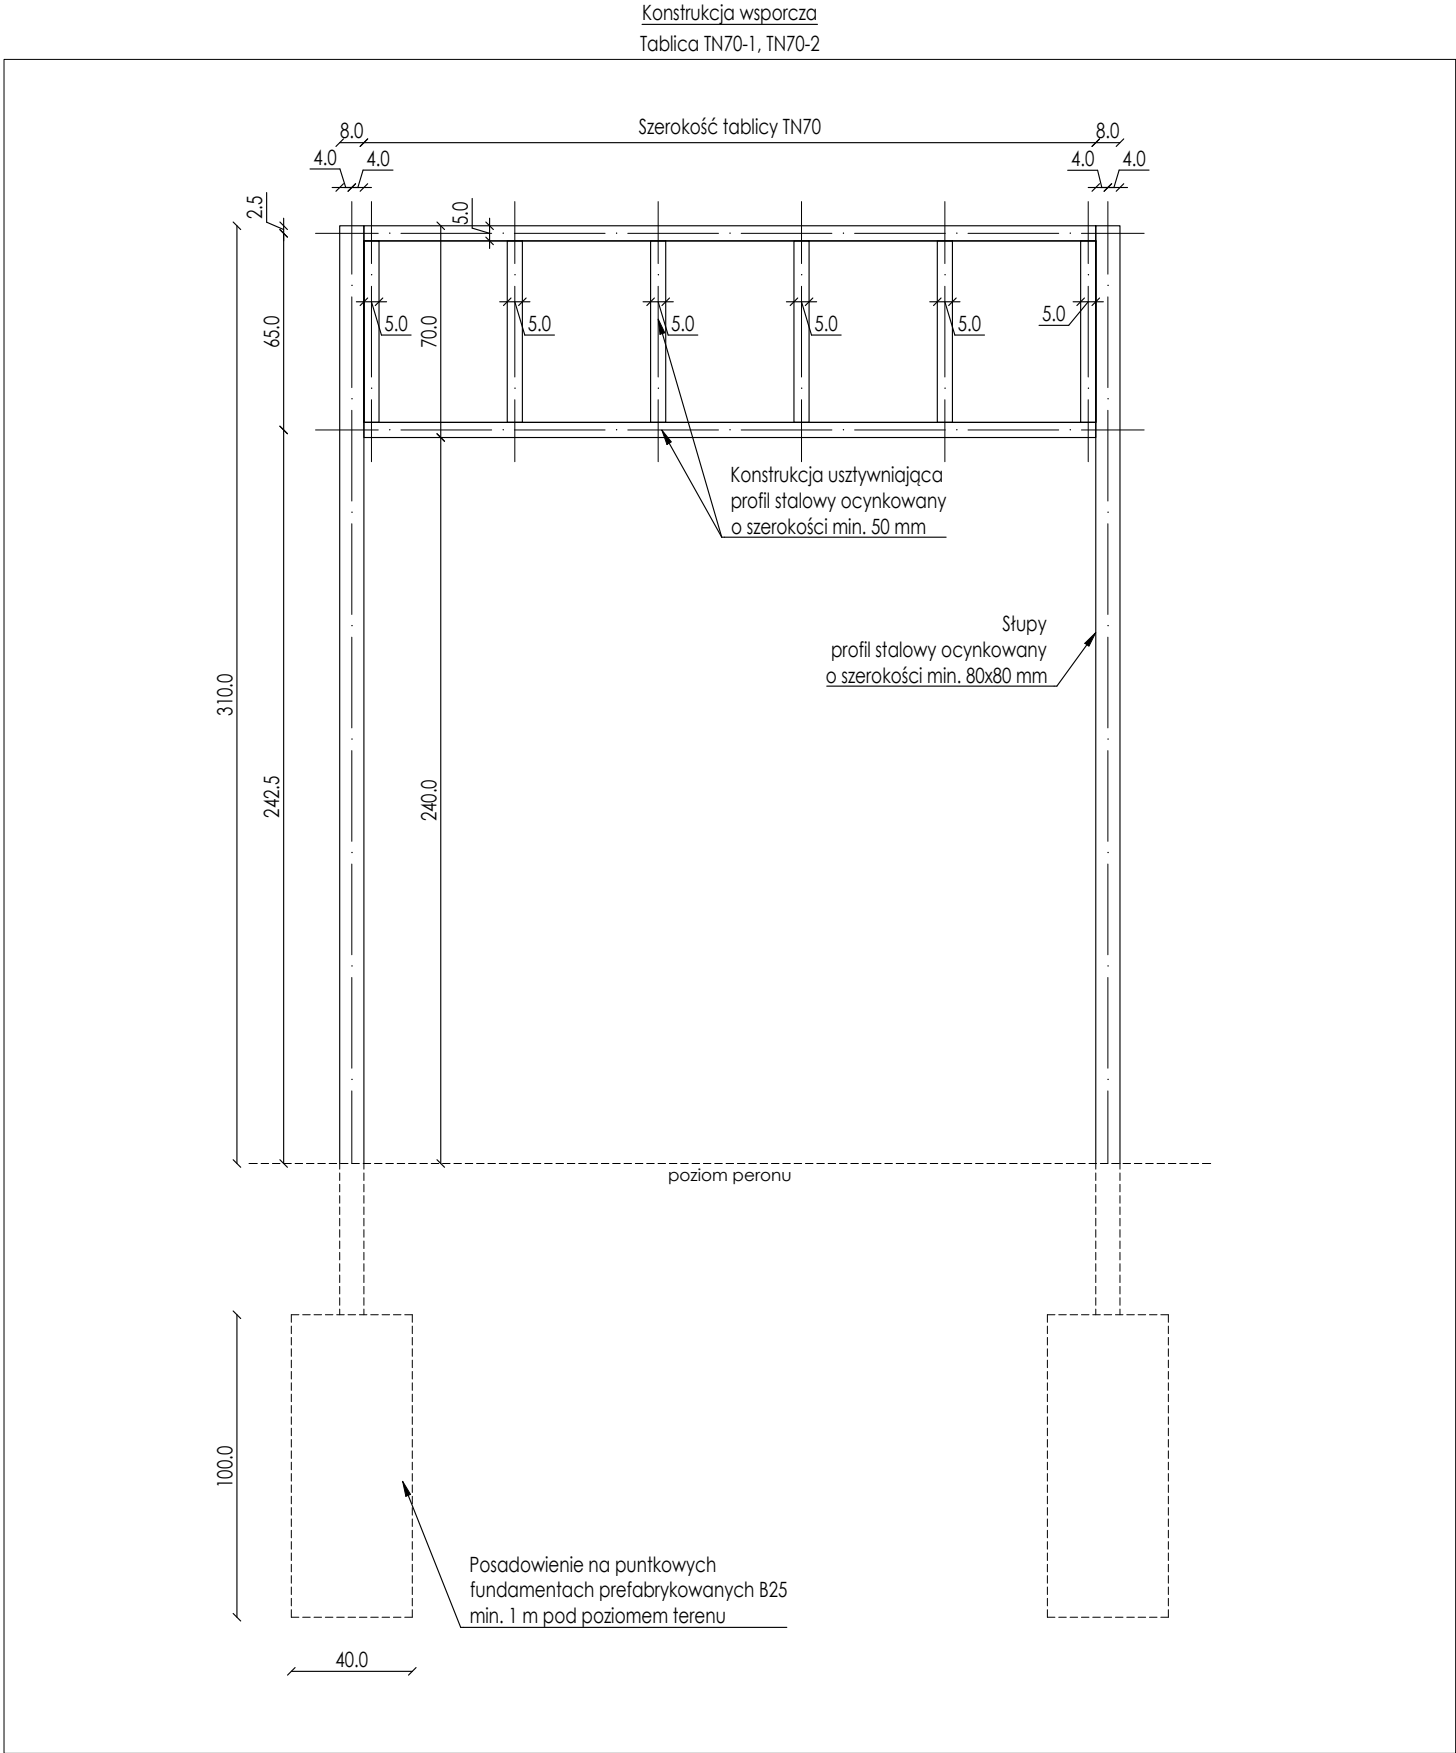 Konstrukcja wsporcza
Tablica TN70-1, TN70-2
8.0
Szerokość tablicy TN70
8.0
4.0
4.0
4.0
4.0
2.5
5.0
65.0
70.0
5.0
5.0
5.0
5.0
5.0
5.0
Konstrukcja usztywniająca
profil stalowy ocynkowany
o szerokości min. 50 mm
Słupy
profil stalowy ocynkowany
o szerokości min. 80x80 mm
310.0
242.5
240.0
poziom peronu
100.0
Posadowienie na puntkowych
fundamentach prefabrykowanych B25
min. 1 m pod poziomem terenu
40.0